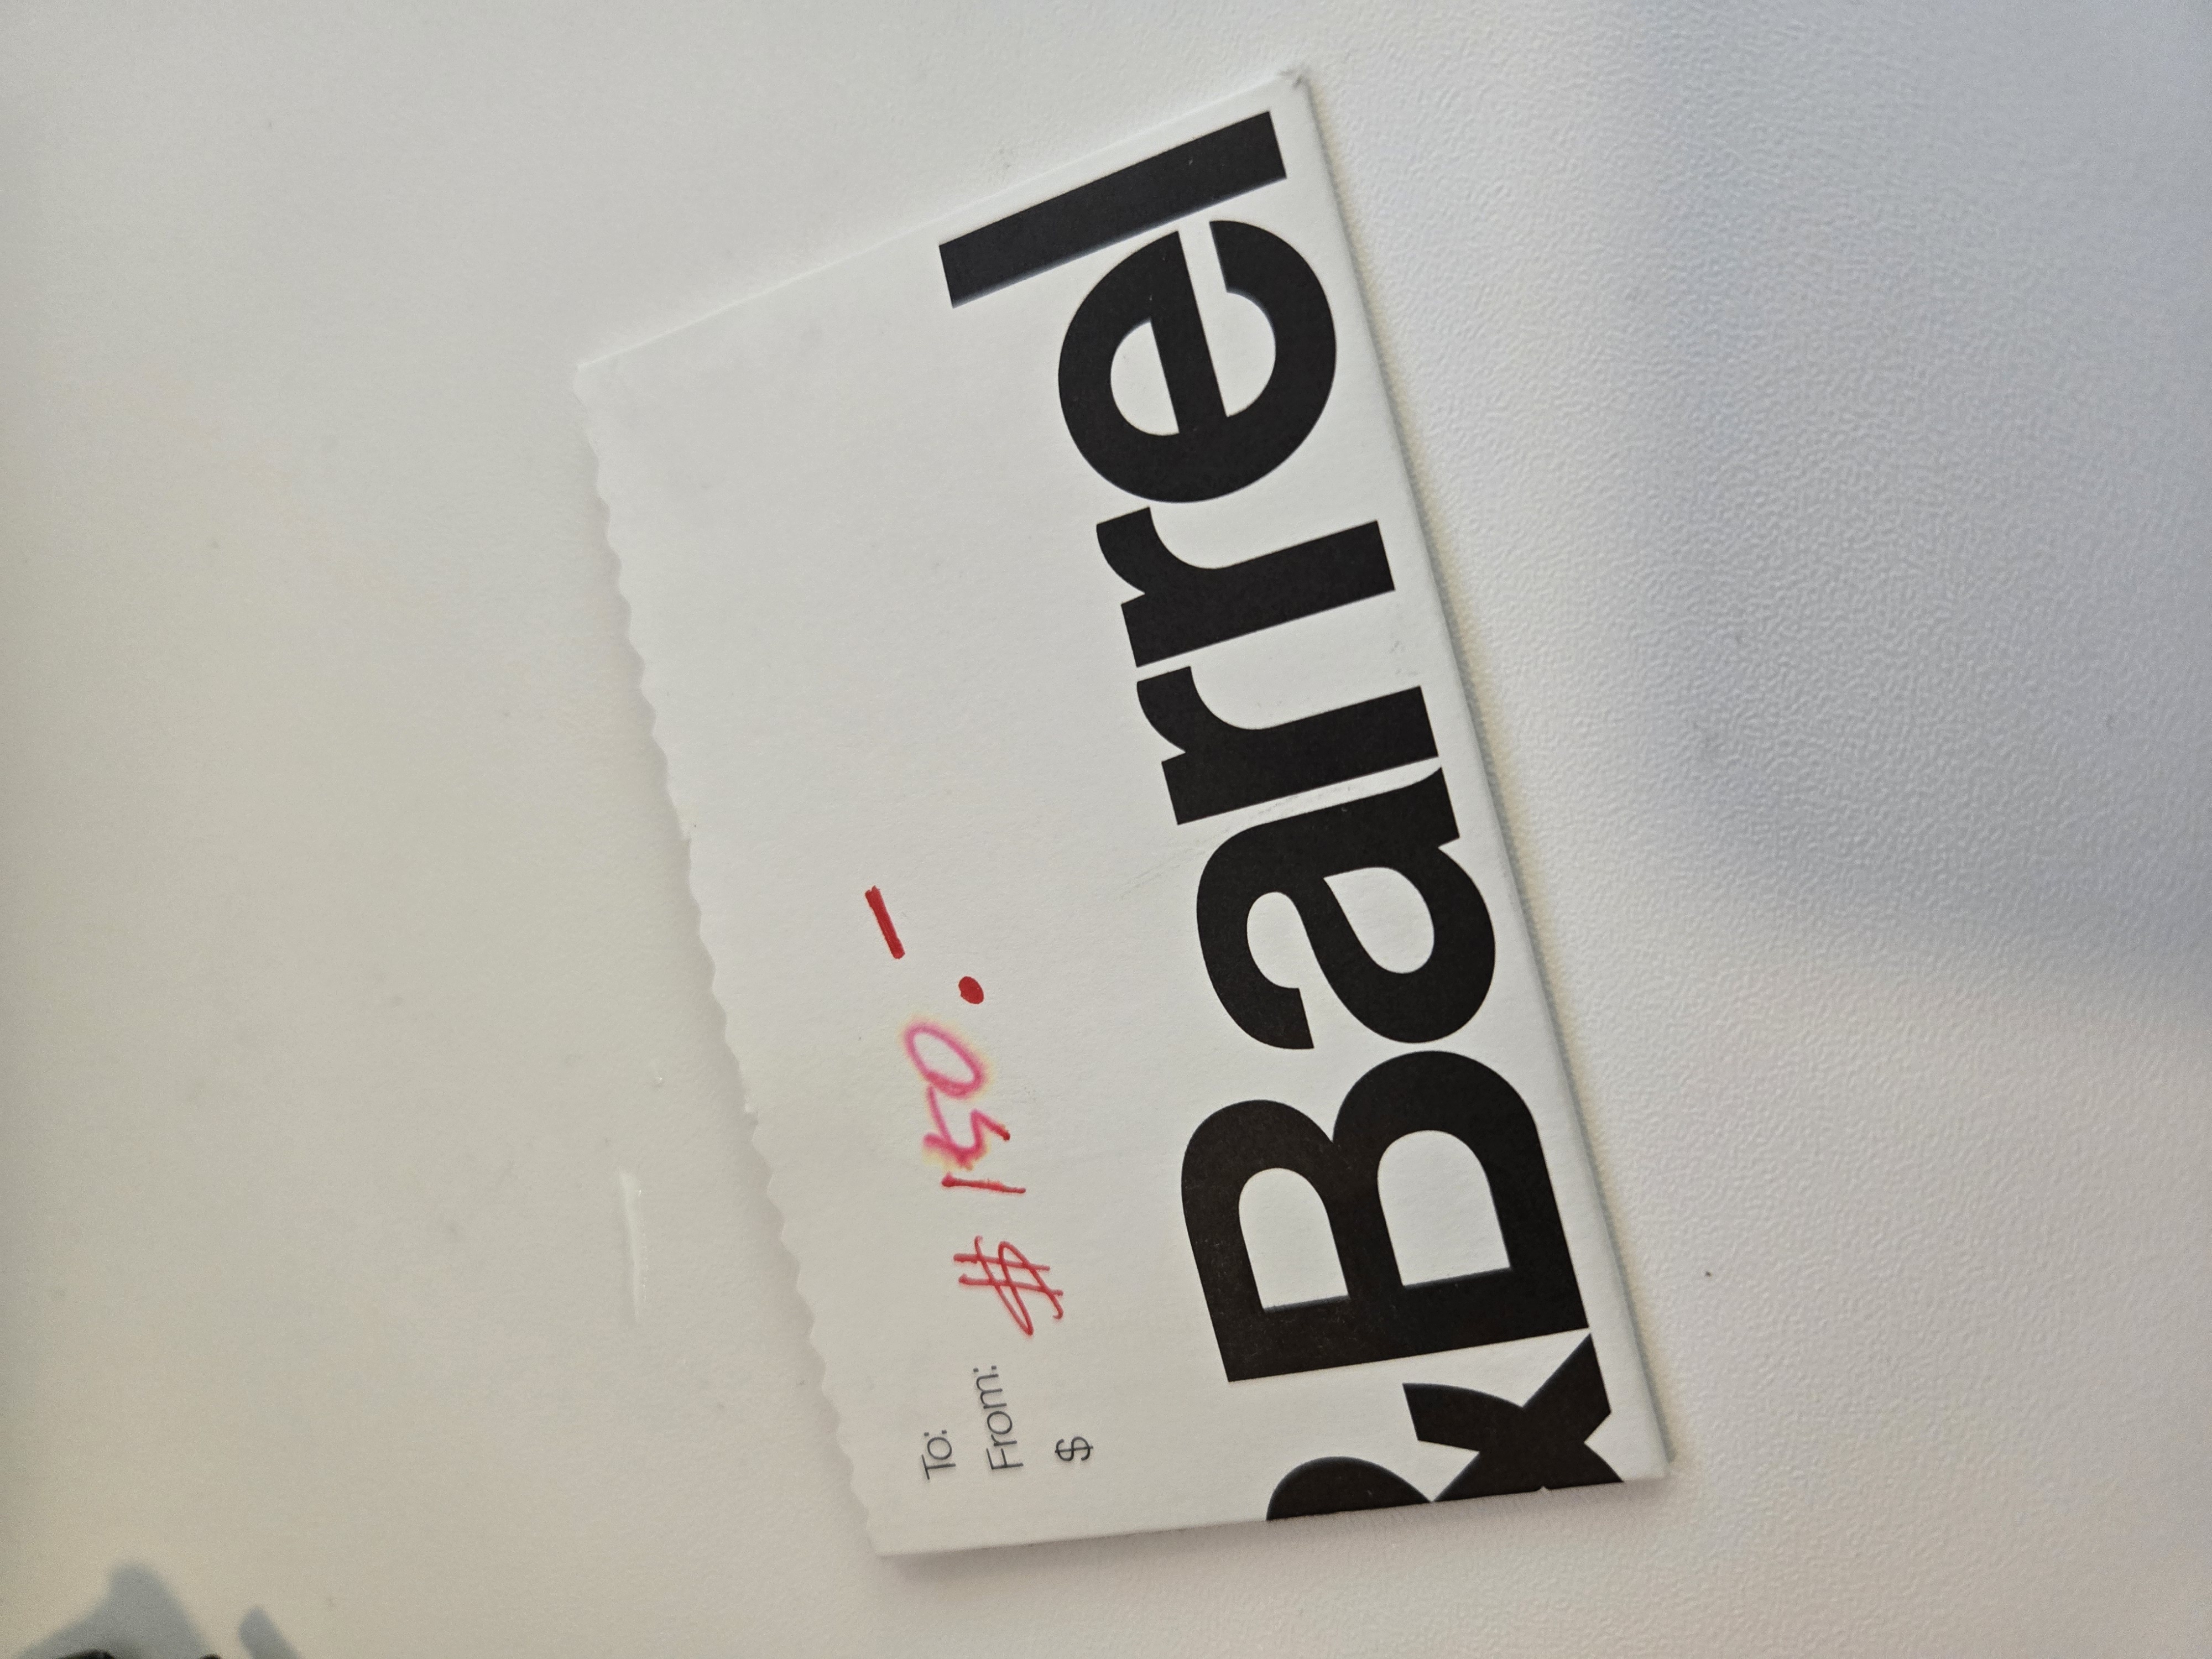 To:
From:
$ $150.-
& Barrel